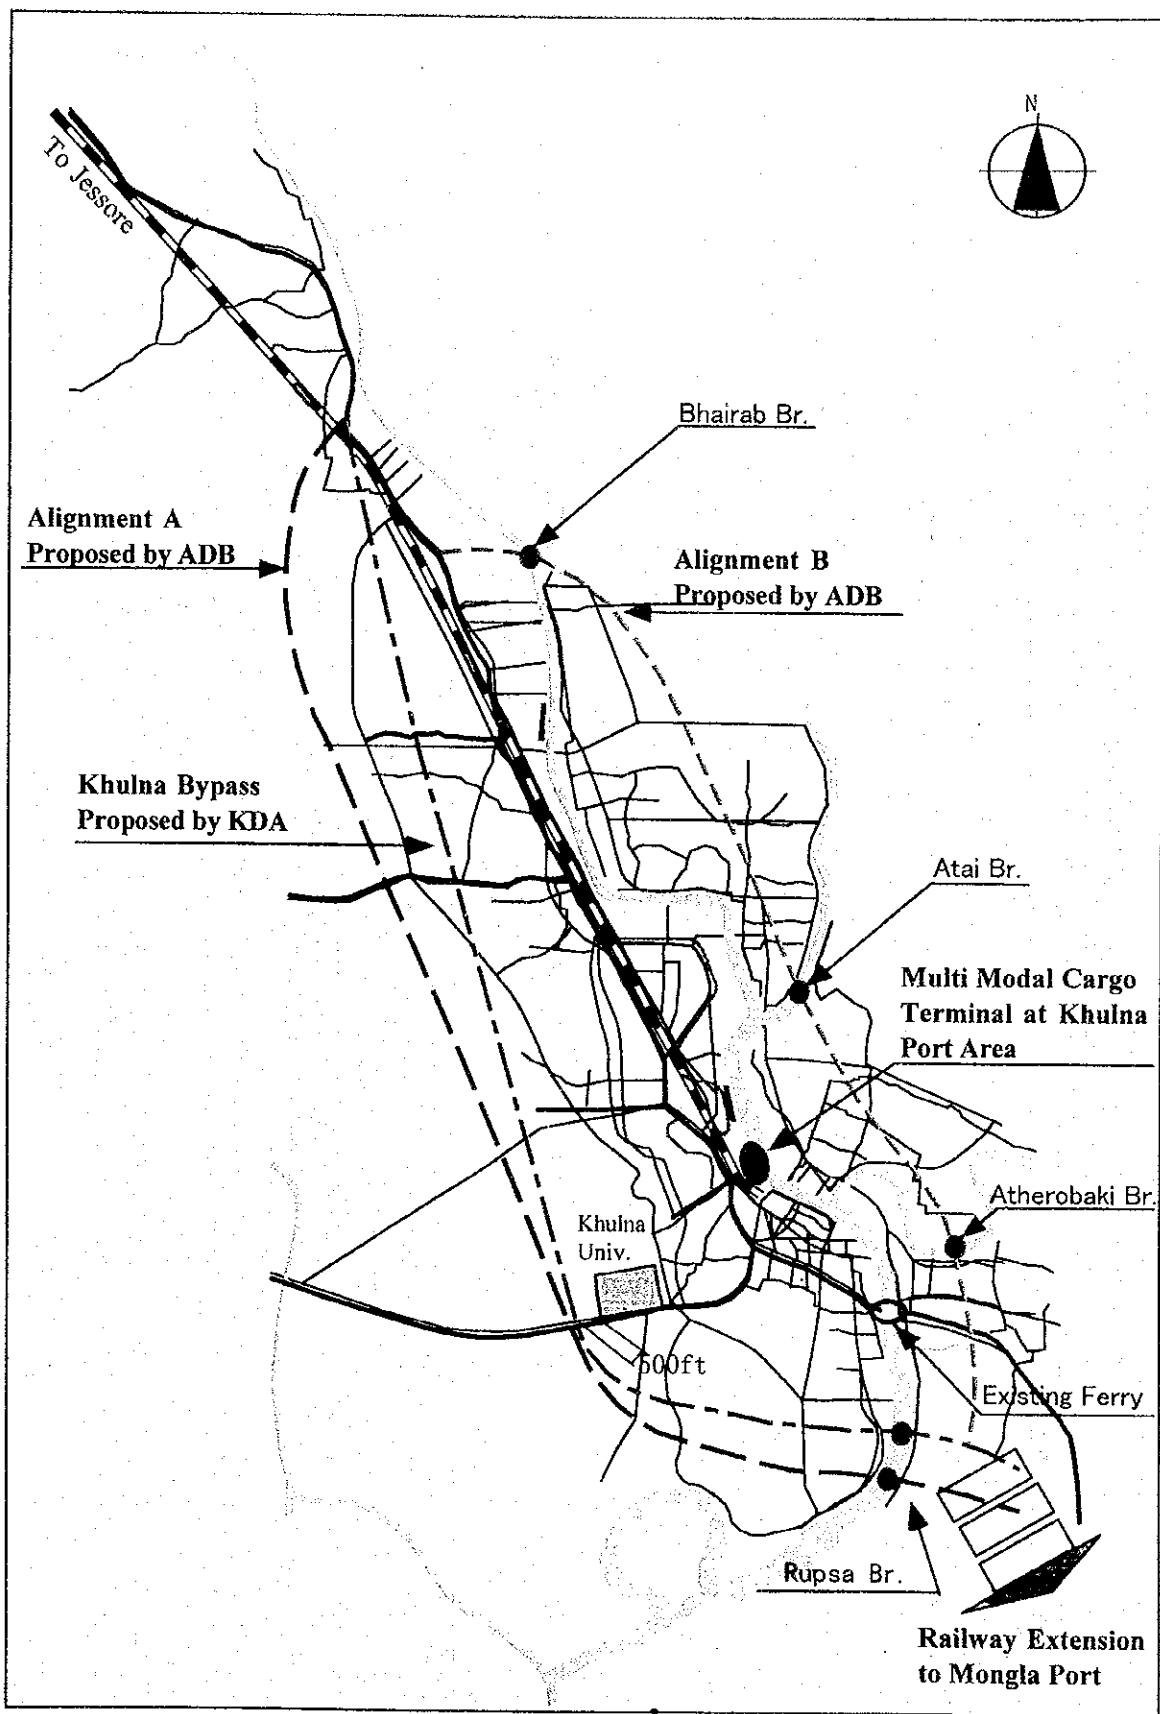 N
To Jessore
Bhairab Br.
Alignment A
Proposed by ADB
Alignment B
Proposed by ADB
Khulna Bypass
Proposed by KDA
Atai Br.
Multi Modal Cargo
Terminal at Khulna
Port Area
Atherobaki Br.
Khulna
Univ.
500ft
Existing Ferry
Rupsa Br.
Railway Extension
to Mongla Port